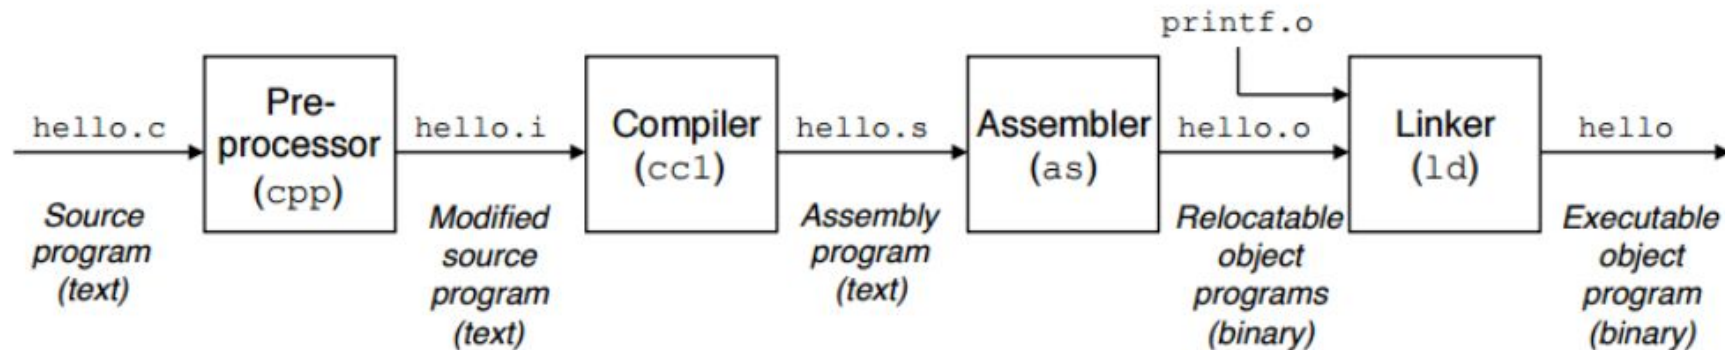 printf.o
hello.c
Pre-
processor
(cpp)
hello.i
Compiler
(cc1)
hello.s
Assembler
(as)
hello.o
Linker
(ld)
hello
Source
program
(text)
Modified
source
program
(text)
Assembly
program
(text)
Relocatable
object
programs
(binary)
Executable
object
program
(binary)